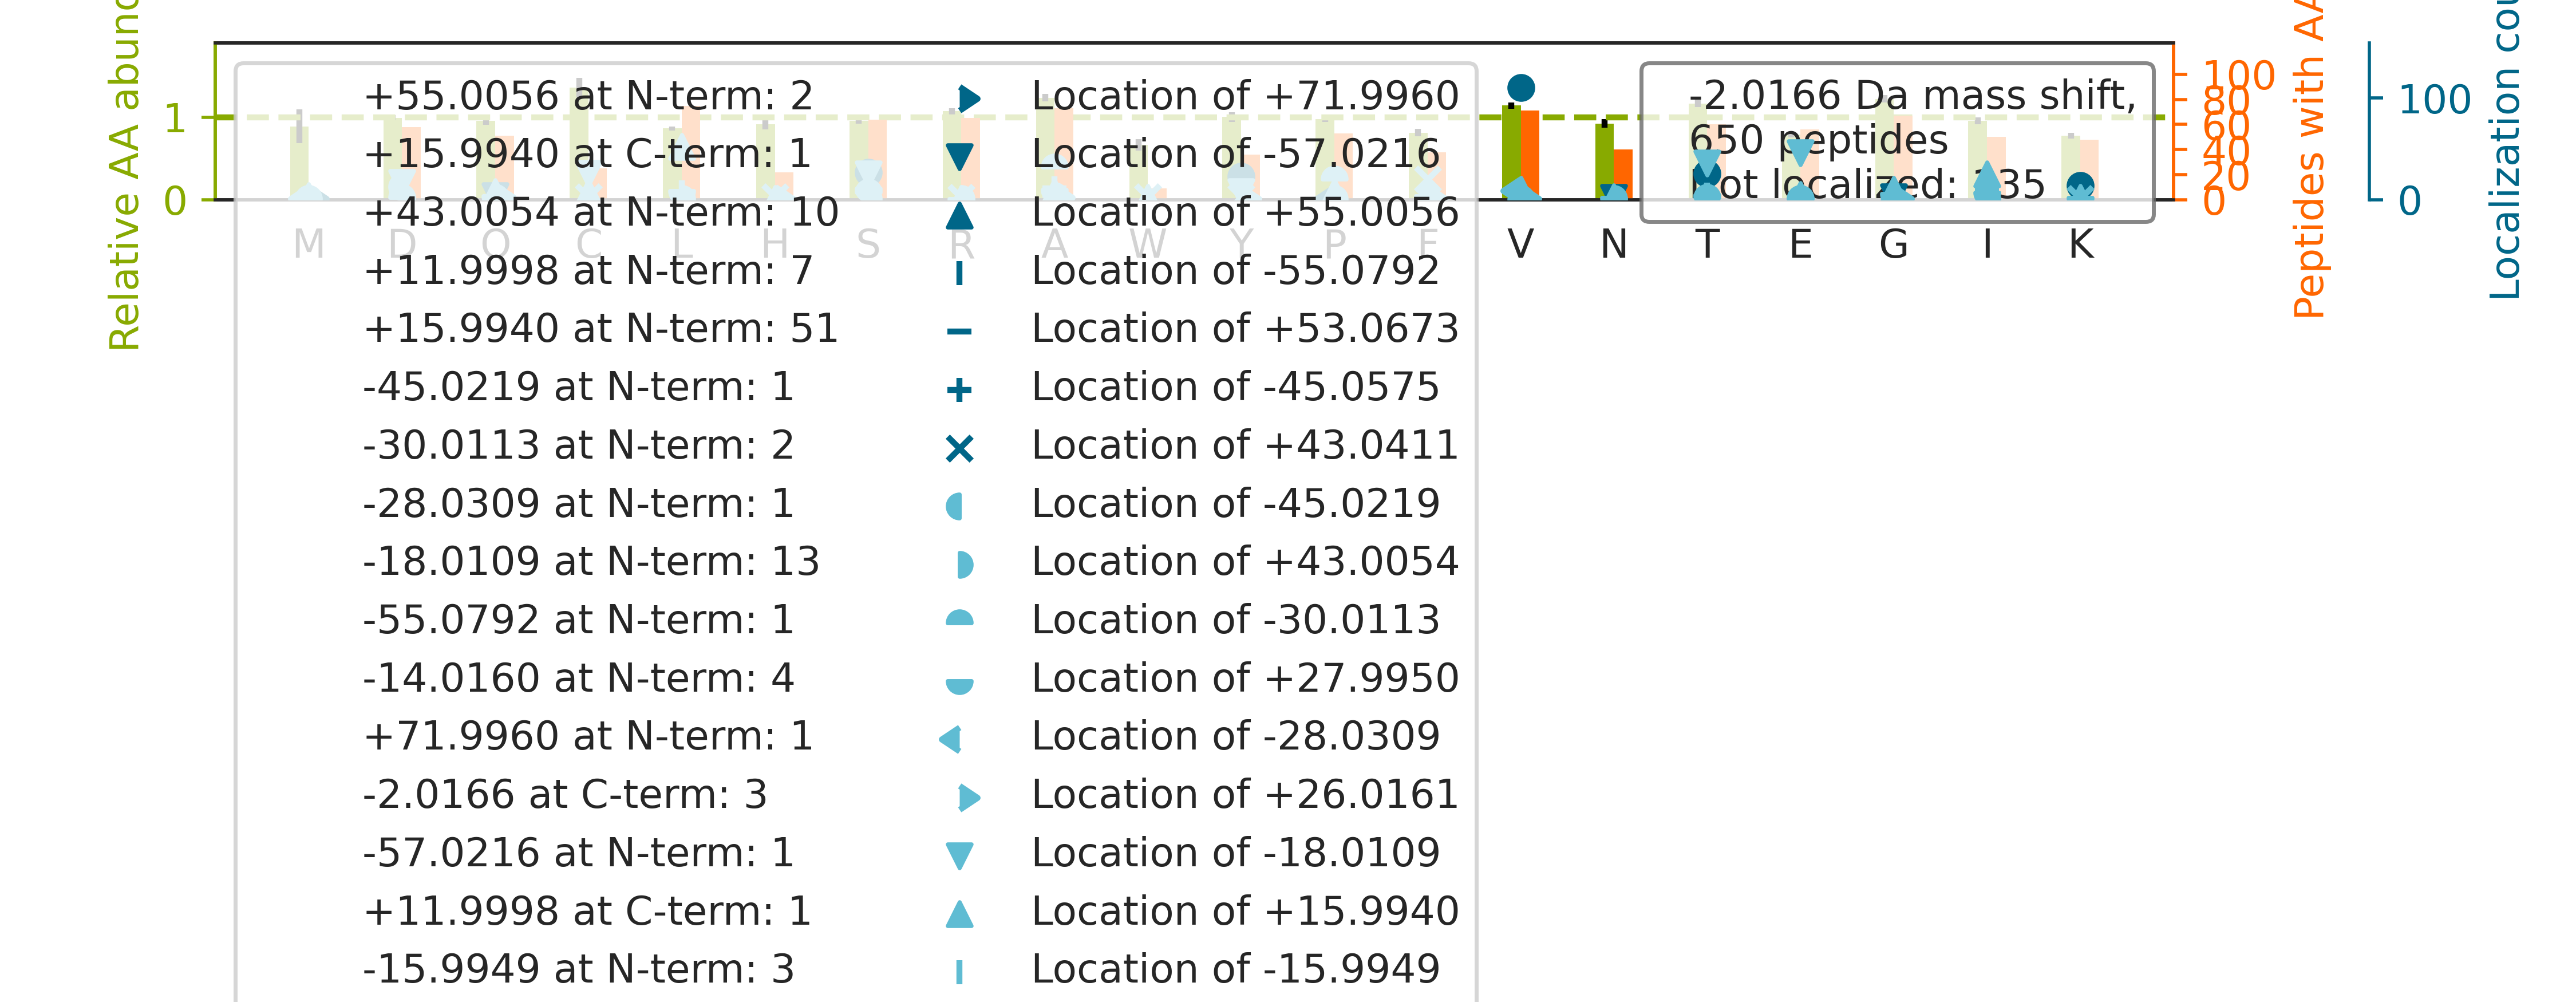 Relative AA abund
1
0
+55.0056 at N-term: 2
+15.9940 at C-term: 1
+43.0054 at N-term: 10
+11.9998 at N-term: 7
+15.9940 at N-term: 51
-45.0219 at N-term: 1
-30.0113 at N-term: 2
-28.0309 at N-term: 1
-18.0109 at N-term: 13
-55.0792 at N-term: 1
-14.0160 at N-term: 4
+71.9960 at N-term: 1
-2.0166 at C-term: 3
-57.0216 at N-term: 1
+11.9998 at C-term: 1
-15.9949 at N-term: 3
Location of +71.9960
Location of -57.0216
Location of +55.0056
Location of -55.0792
Location of +53.0673
Location of -45.0575
Location of +43.0411
Location of -45.0219
Location of +43.0054
Location of -30.0113
Location of +27.9950
Location of -28.0309
Location of +26.0161
Location of -18.0109
Location of +15.9940
Location of -15.9949
-2.0166 Da mass shift,
650 peptides
Not localized:
M D Q C L H S R A W Y P F V N T E G I K
100
80
60
40
20
0
Peptides with AA
100
0
Localization cou